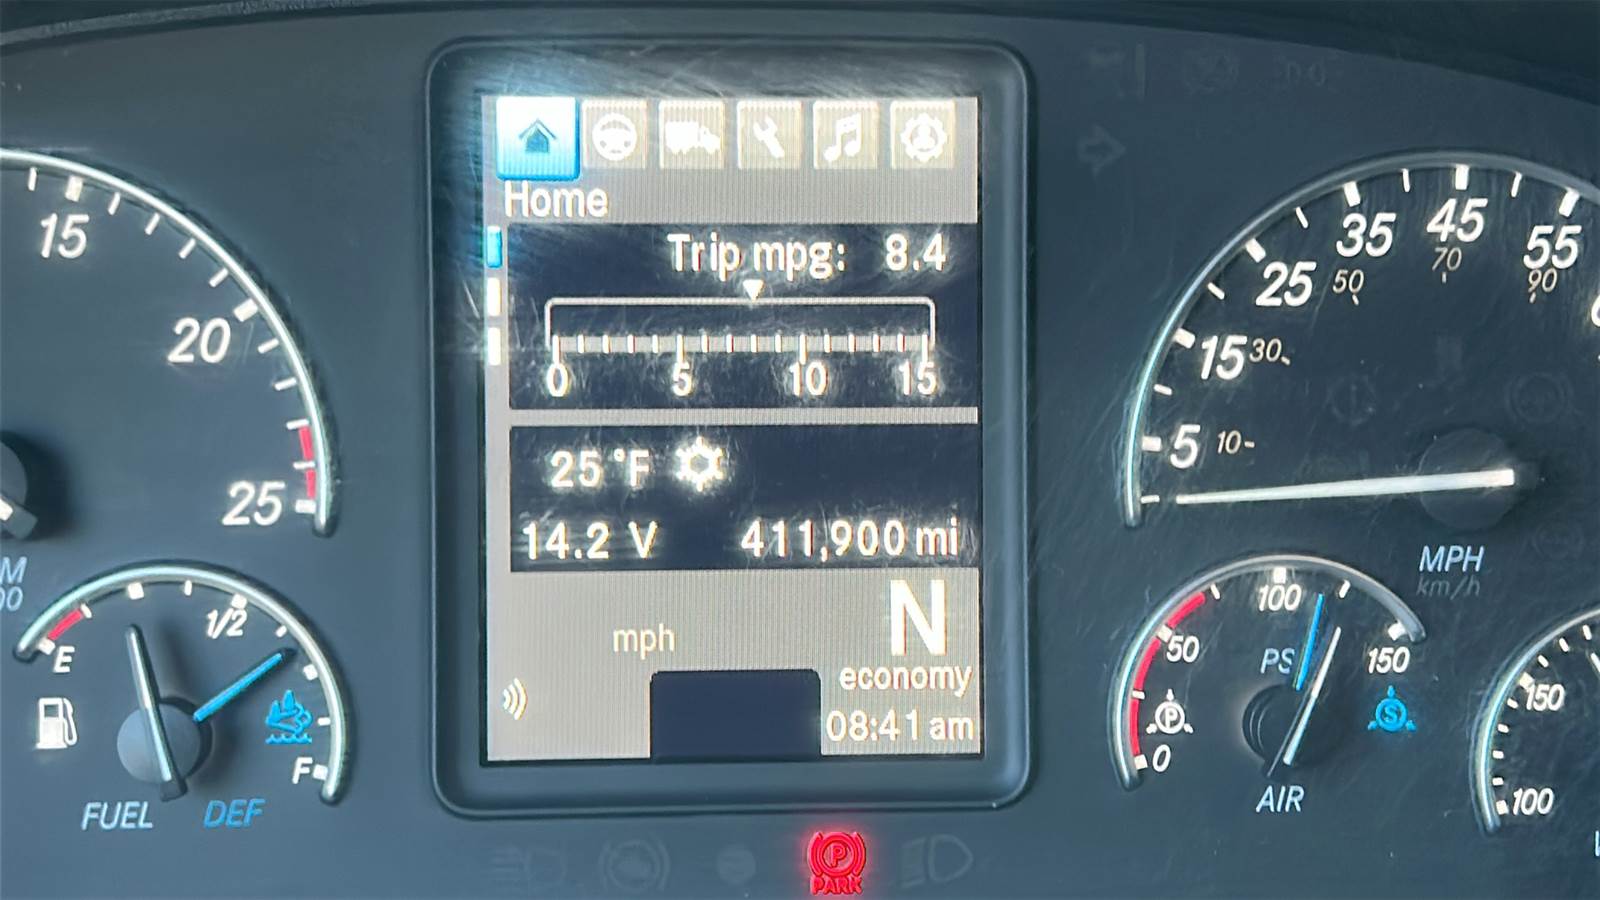 15
20
25
E
1/2
F
FUEL
DEF
Home
Trip mpg: 8.4
0 5 10 15
25 °F
14.2 V 411,900 mi
mph
N
economy
08:41 am
P
PARK
5 10
15 30
25
35 50
45 70
55 90
MPH
km/h
0
50
100
150
P
S
AIR
150
100